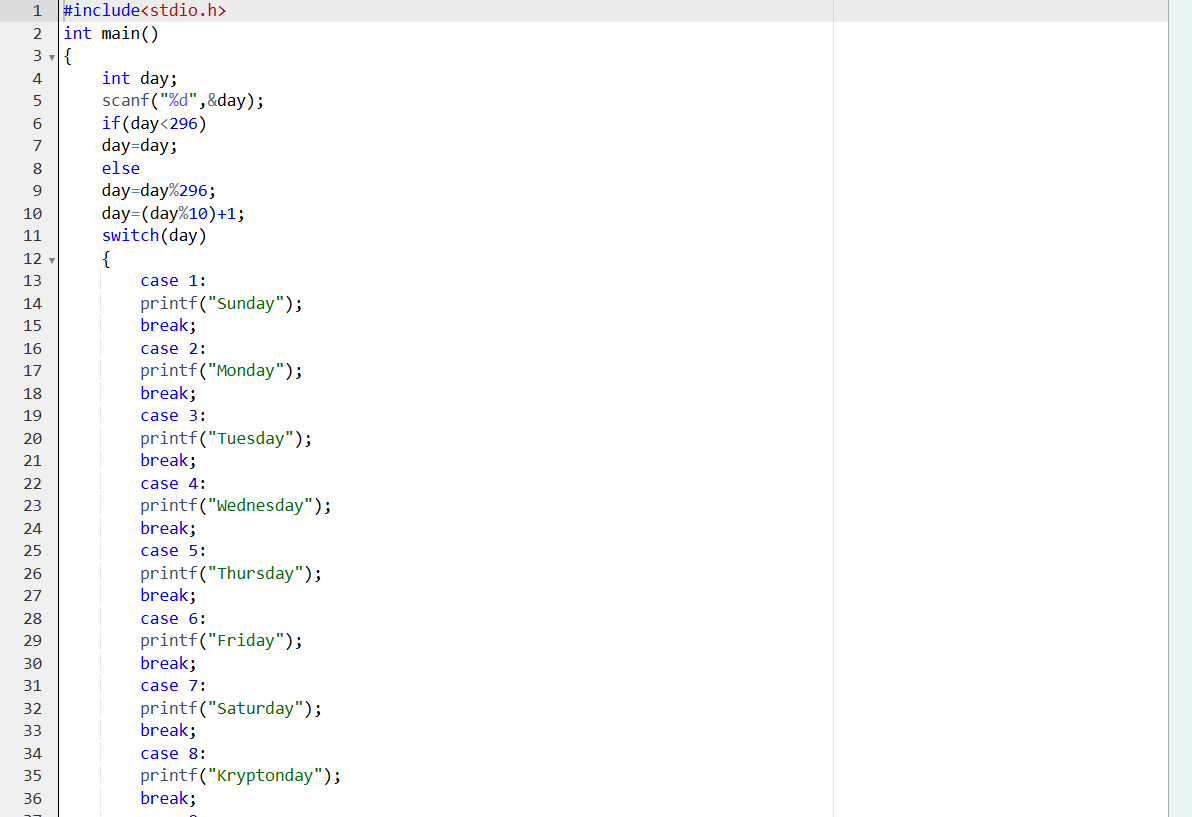 1 #include<stdio.h>
2 int main()
3 {
4 int day;
5 scanf("%d",&day);
6 if(day<296)
7 day=day;
8 else
9 day=day%296;
10 day=(day%10)+1;
11 switch(day)
12 {
13 case 1:
14 printf("Sunday");
15 break;
16 case 2:
17 printf("Monday");
18 break;
19 case 3:
20 printf("Tuesday");
21 break;
22 case 4:
23 printf("Wednesday");
24 break;
25 case 5:
26 printf("Thursday");
27 break;
28 case 6:
29 printf("Friday");
30 break;
31 case 7:
32 printf("Saturday");
33 break;
34 case 8:
35 printf("Kryptonday");
36 break;